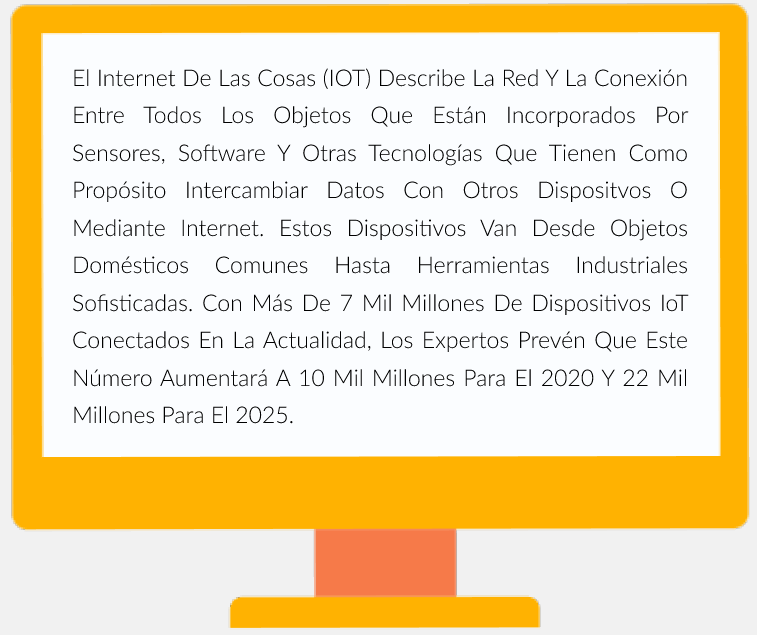 El Internet De Las Cosas (IOT) Describe La Red Y La Conexión
Entre Todos Los Objetos Que Están Incorporados Por
Sensores, Software Y Otras Tecnologías Que Tienen Como
Propósito Intercambiar Datos Con Otros Dispositvos O
Mediante Internet. Estos Dispositivos Van Desde Objetos
Domésticos Comunes Hasta Herramientas Industriales
Sofisticadas. Con Más De 7 Mil Millones De Dispositivos IoT
Conectados En La Actualidad, Los Expertos Prevén Que Este
Número Aumentará A 10 Mil Millones Para El 2020 Y 22 Mil
Millones Para El 2025.